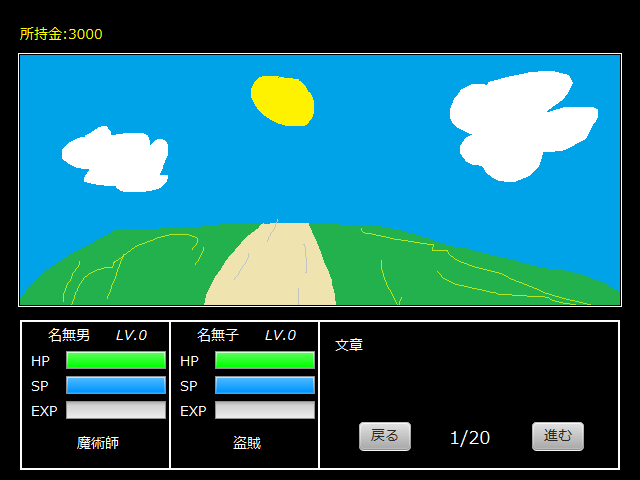 所持金:3000
名無男 LV.0
HP
SP
EXP
魔術師
名無子 LV.0
HP
SP
EXP
盗賊
文章
戻る 1/20 進む